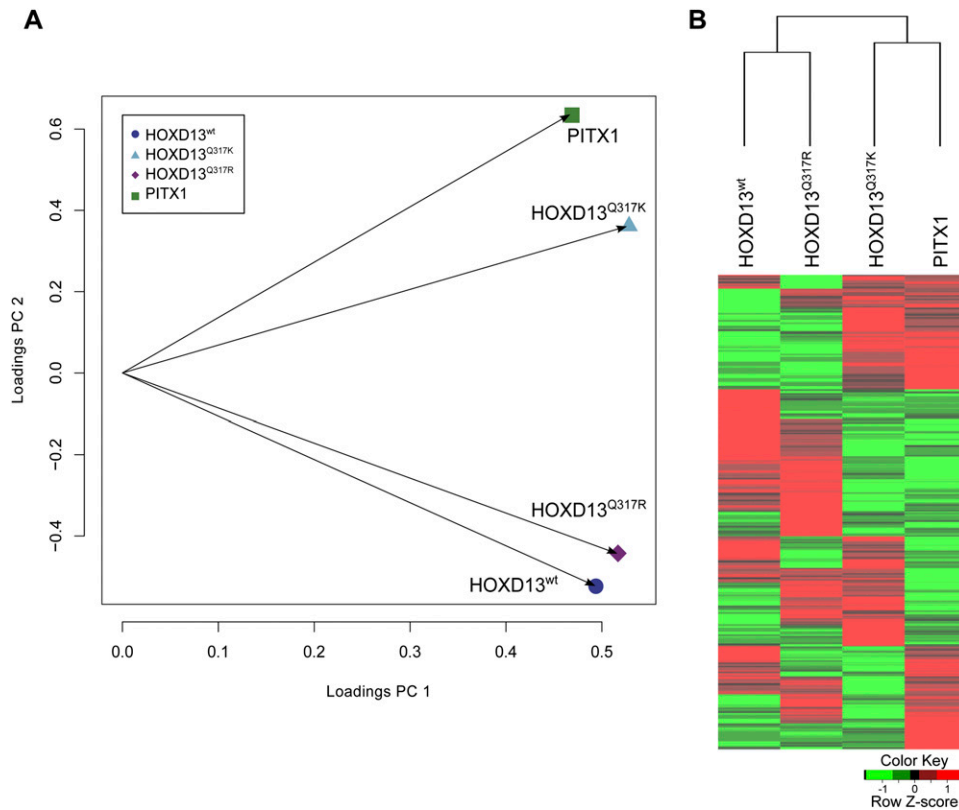 A
B
HOXD13wt
HOXD13Q317K
HOXD13Q317R
PITX1
PITX1
HOXD13Q317K
HOXD13Q317R
HOXD13wt
0.6
0.4
0.2
0.0
−0.2
−0.4
Loadings PC 2
0.0
0.1
0.2
0.3
0.4
0.5
Loadings PC 1
HOXD13wt
HOXD13Q317R
HOXD13Q317K
PITX1
Color Key
-1 0 1
Row Z-score